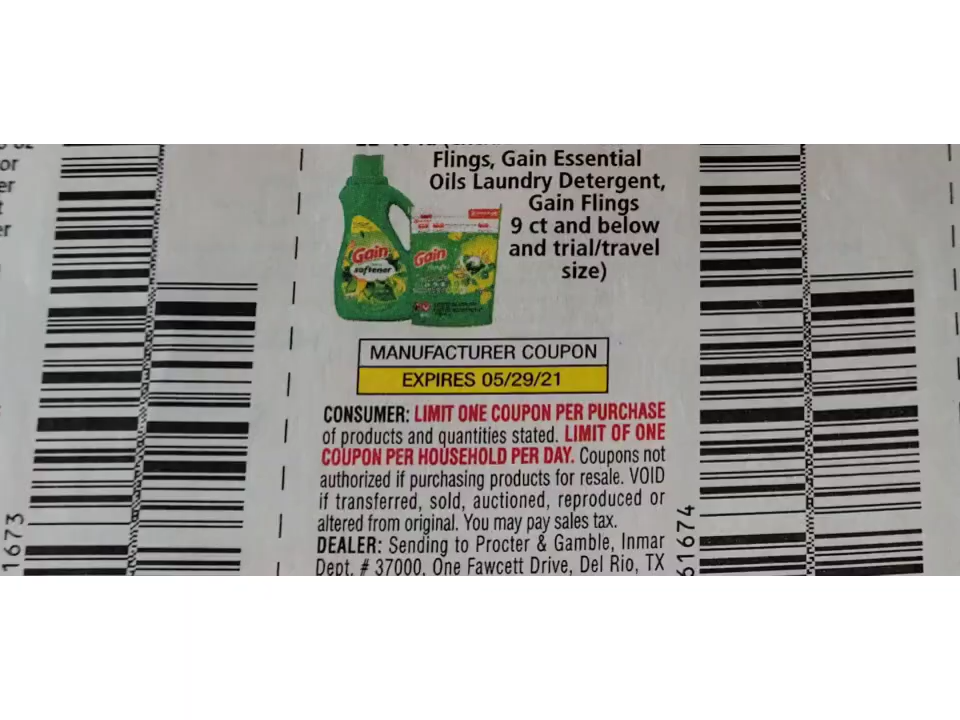 or
er
er
Flings, Gain Essential
Oils Laundry Detergent,
Gain Flings
9 ct and below
and trial/travel
size)
Gain
softener
Gain
MANUFACTURER COUPON
EXPIRES 05/29/21
CONSUMER: LIMIT ONE COUPON PER PURCHASE
of products and quantities stated. LIMIT OF ONE
COUPON PER HOUSEHOLD PER DAY. Coupons not
authorized if purchasing products for resale. VOID
if transferred, sold, auctioned, reproduced or
altered from original. You may pay sales tax.
DEALER: Sending to Procter & Gamble, Inmar
Dept. # 37000, One Fawcett Drive, Del Rio, TX
1673
61674